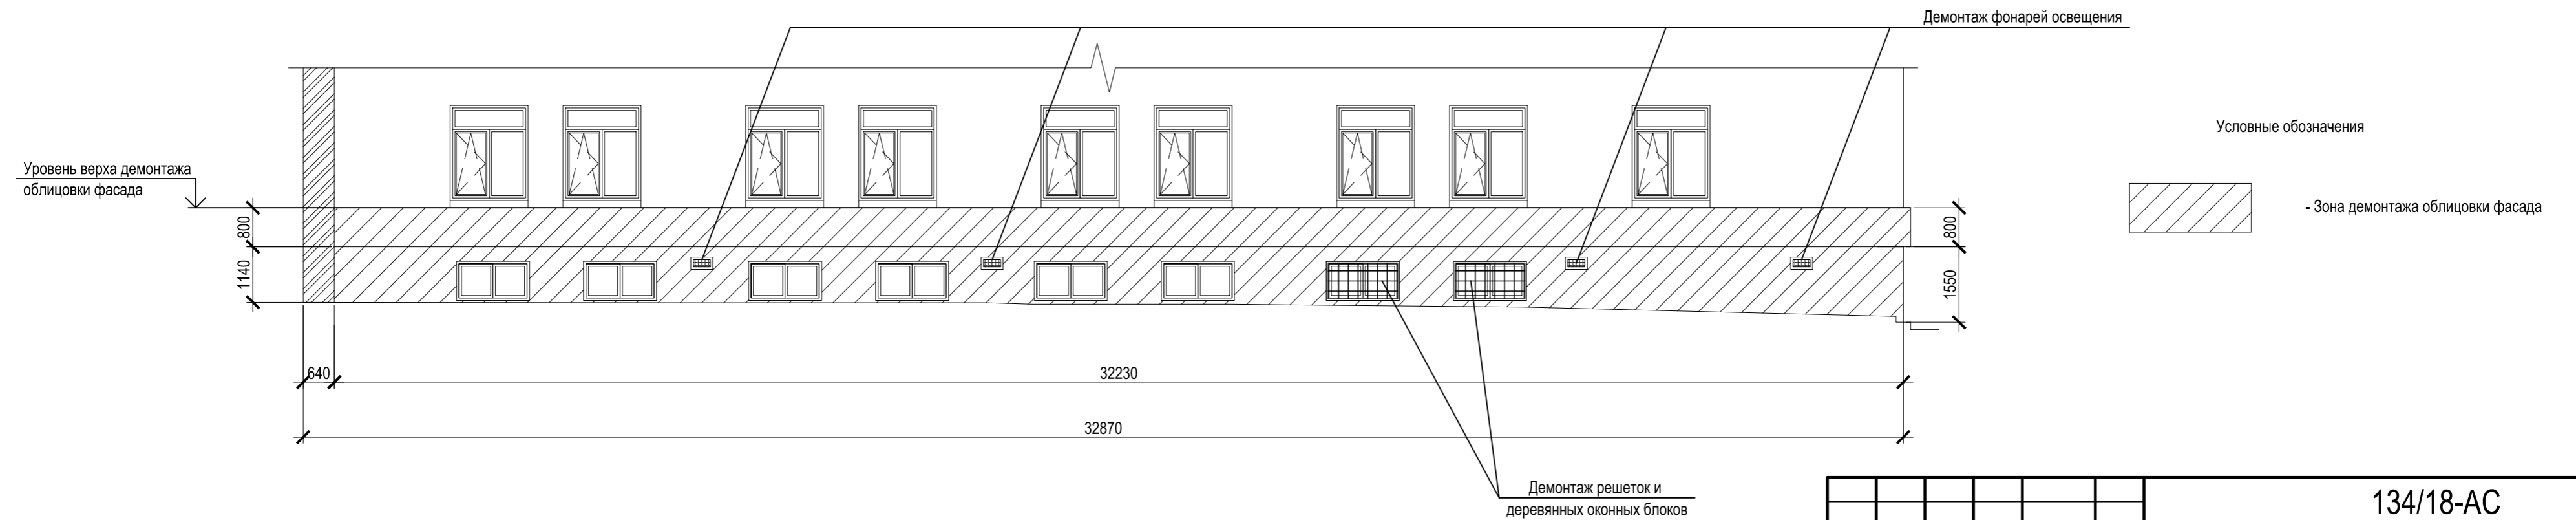 Демонтаж фонарей освещения
Условные обозначения
Уровень верха демонтажа
облицовки фасада
- Зона демонтажа облицовки фасада
800
1140
800
1550
640
32230
32870
Демонтаж решеток и
деревянных оконных блоков
134/18-АС